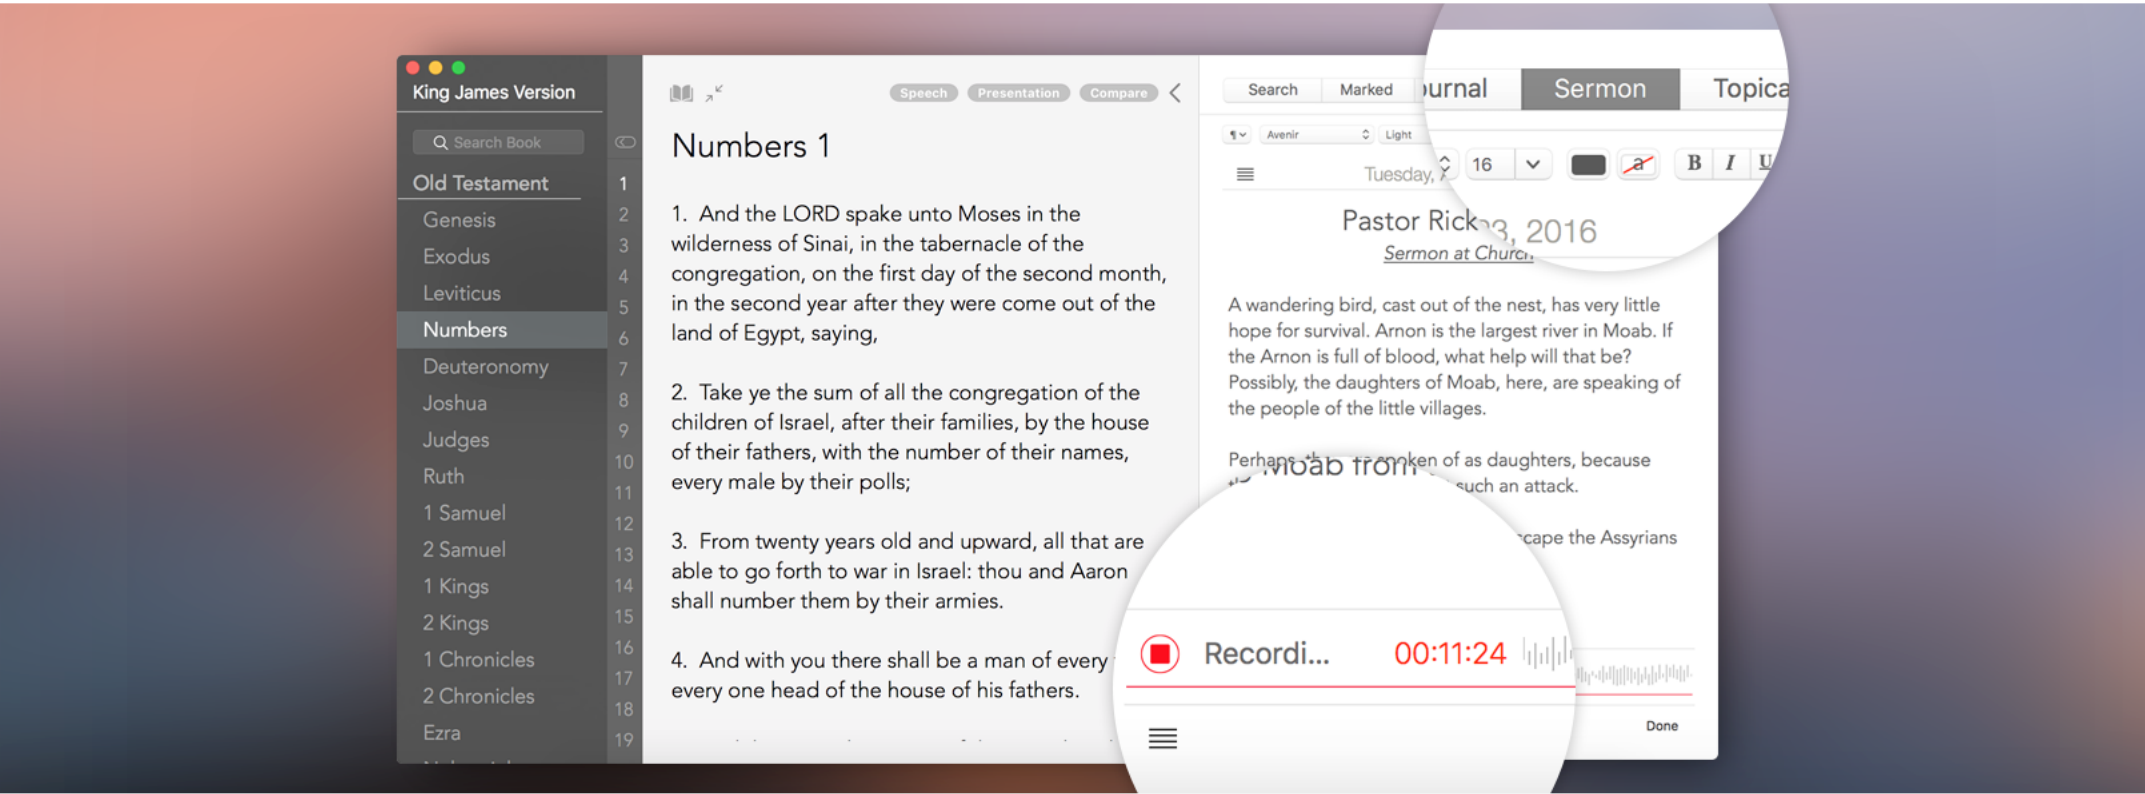 King James Version
Search Book
Old Testament
Genesis
Exodus
Leviticus
Numbers
Deuteronomy
Joshua
Judges
Ruth
1 Samuel
2 Samuel
1 Kings
2 Kings
1 Chronicles
2 Chronicles
Ezra
1
2
3
4
5
6
7
8
9
10
11
12
13
14
15
16
17
18
19
Speech Presentation Compare
Numbers 1
1. And the LORD spake unto Moses in the
wilderness of Sinai, in the tabernacle of the
congregation, on the first day of the second month,
in the second year after they were come out of the
land of Egypt, saying,
2. Take ye the sum of all the congregation of the
children of Israel, after their families, by the house
of their fathers, with the number of their names,
every male by their polls;
3. From twenty years old and upward, all that are
able to go forth to war in Israel: thou and Aaron
shall number them by their armies.
4. And with you there shall be a man of every
every one head of the house of his fathers.
Search Marked urnal Sermon Topica
¶ Avenir Light 16 a B I U
Tuesday, 3, 2016
Pastor Rick
Sermon at Church
A wandering bird, cast out of the nest, has very little
hope for survival. Arnon is the largest river in Moab. If
the Arnon is full of blood, what help will that be?
Possibly, the daughters of Moab, here, are speaking of
the people of the little villages.
Perhaps oken of as daughters, because
Moab from
such an attack.
cape the Assyrians
Recordi... 00:11:24
Done